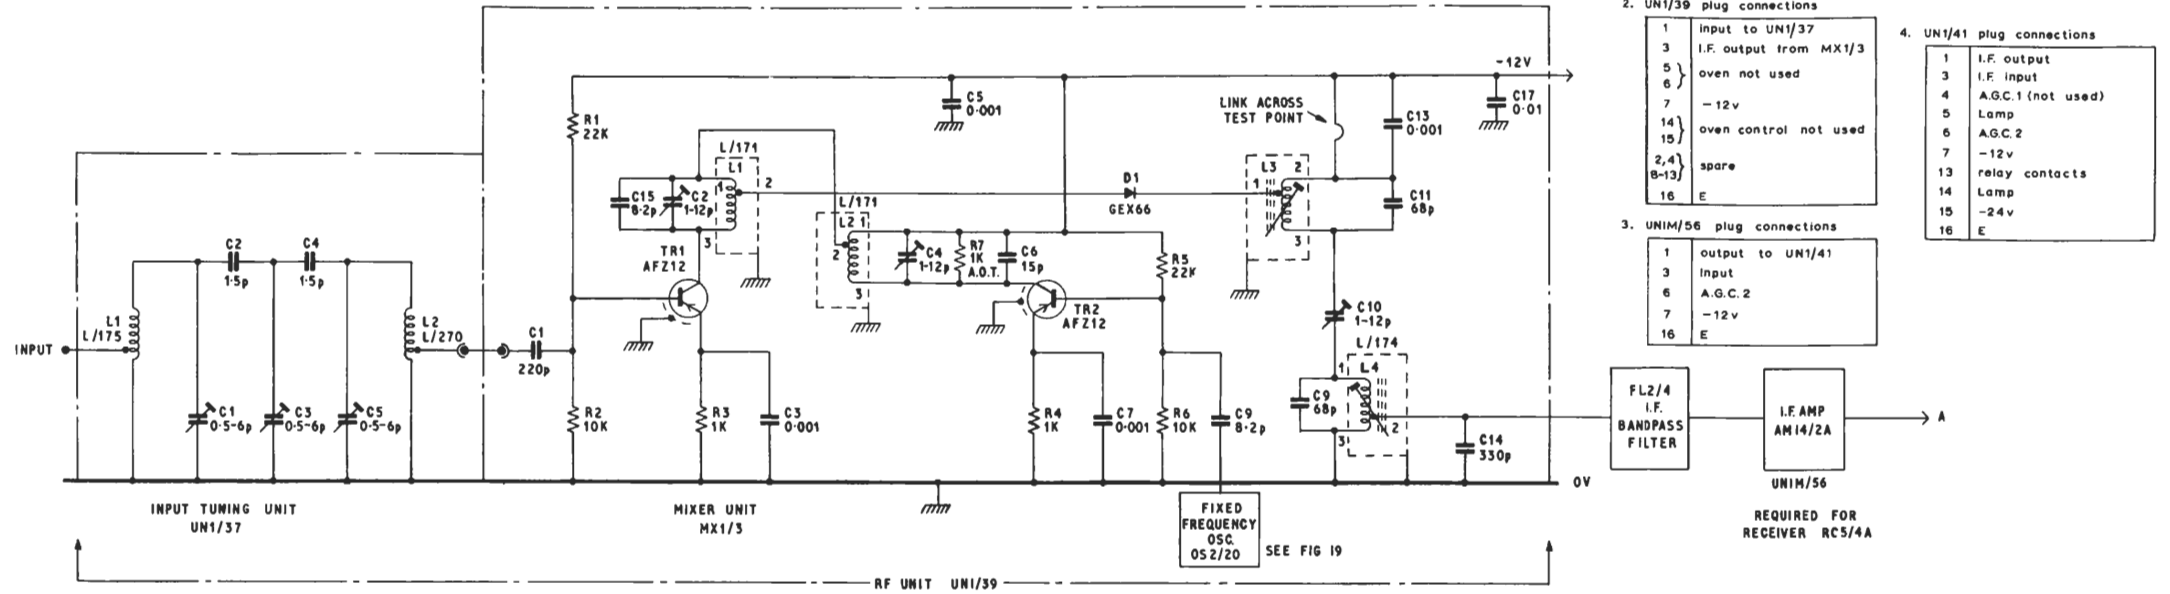 2. UN1/39 plug connections
1 Input to UN1/37
3 I.F. output from MX1/3
5
6 } oven not used
7 -12v
14
15 } oven control not used
2,4
8-13 } spare
16 E
4. UN1/41 plug connections
1 I.F. output
3 I.F. input
4 A.G.C.1 (not used)
5 Lamp
6 A.G.C. 2
7 -12v
13 relay contacts
14 Lamp
15 -24v
16 E
3. UNIM/56 plug connections
1 output to UN1/41
3 Input
6 A.G.C. 2
7 -12v
16 E
-12V
C5
0·001
C17
0·01
LINK ACROSS
TEST POINT
C13
0·001
R1
22K
L/171
L1
1
2
3
C15
8·2p
C2
1-12p
D1
GEX66
L3
1
2
3
C11
68p
L/171
L2
1
2
3
C4
1-12p
R7
1K
A.O.T.
C6
15p
R5
22K
TR1
AFZ12
TR2
AFZ12
C2
1·5p
C4
1·5p
L1
L/175
L2
L/270
INPUT
C1
220p
C10
1-12p
L/174
L4
1
2
3
C9
68p
C1
0·5-6p
C3
0·5-6p
C5
0·5-6p
R2
10K
R3
1K
C3
0·001
R4
1K
C7
0·001
R6
10K
C9
8·2p
C14
330p
FL2/4
I.F.
BANDPASS
FILTER
I.F. AMP
AM14/2A
A
0V
UNIM/56
REQUIRED FOR
RECEIVER RC5/4A
INPUT TUNING UNIT
UN1/37
MIXER UNIT
MX1/3
FIXED
FREQUENCY
OSC.
OS2/20
SEE FIG 19
RF UNIT UN1/39